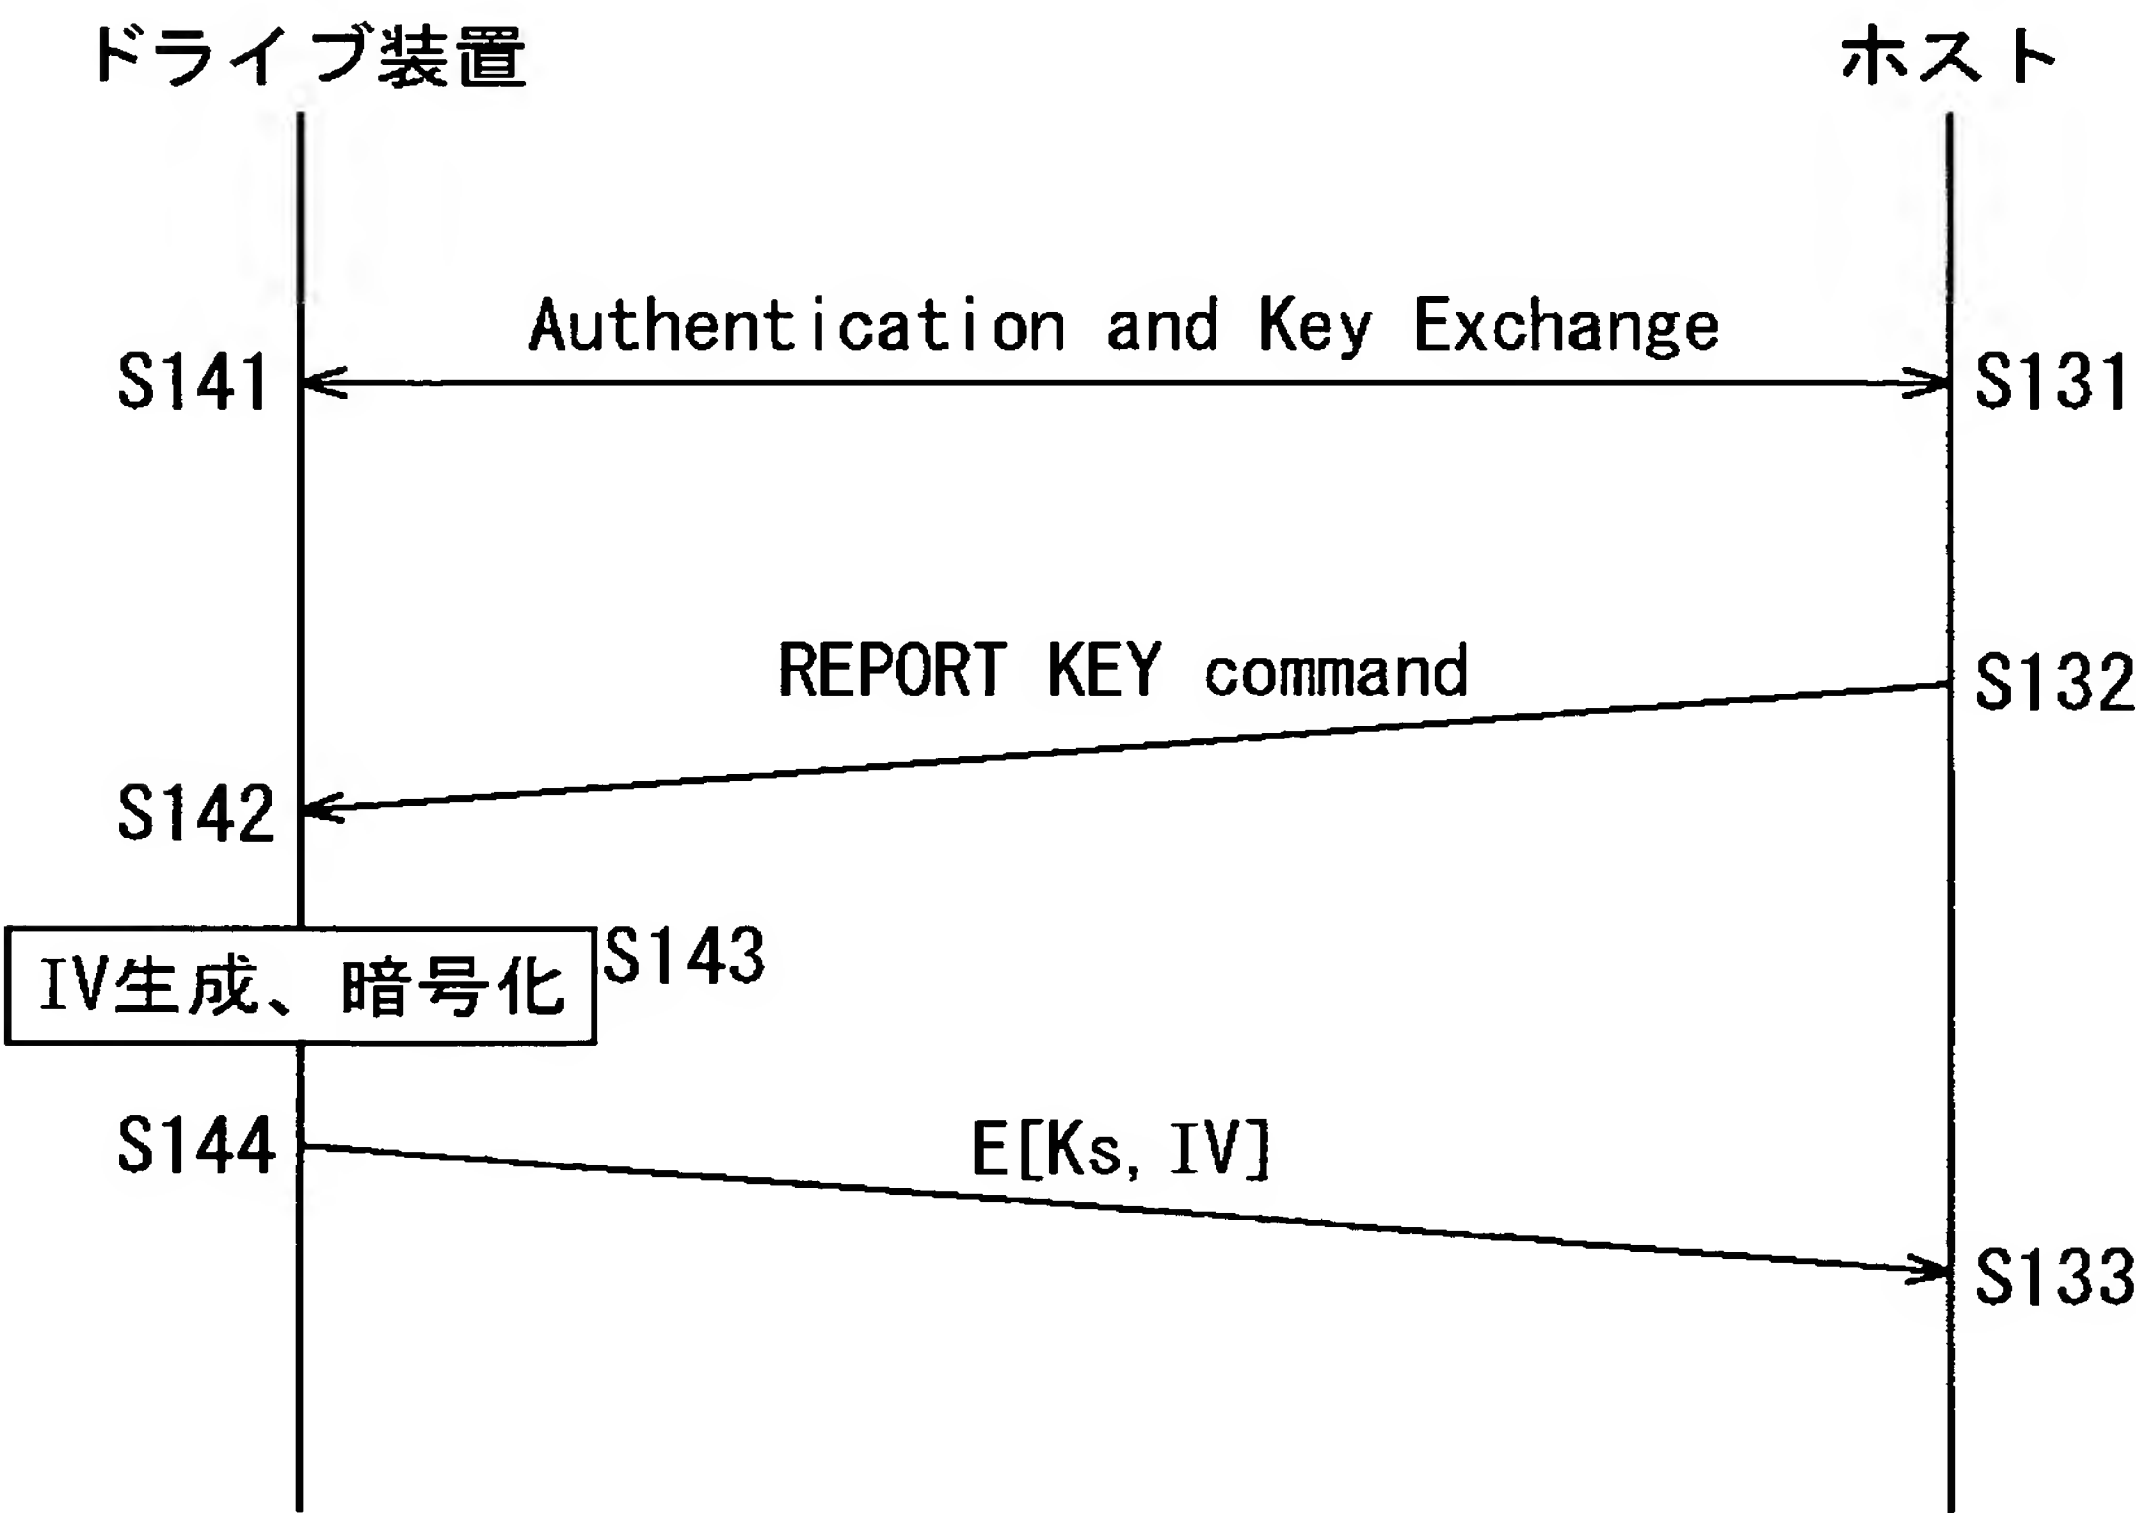 ドライブ装置
ホスト
Authentication and Key Exchange
S141
S131
REPORT KEY command
S132
S142
IV生成、暗号化
S143
S144
E[Ks, IV]
S133